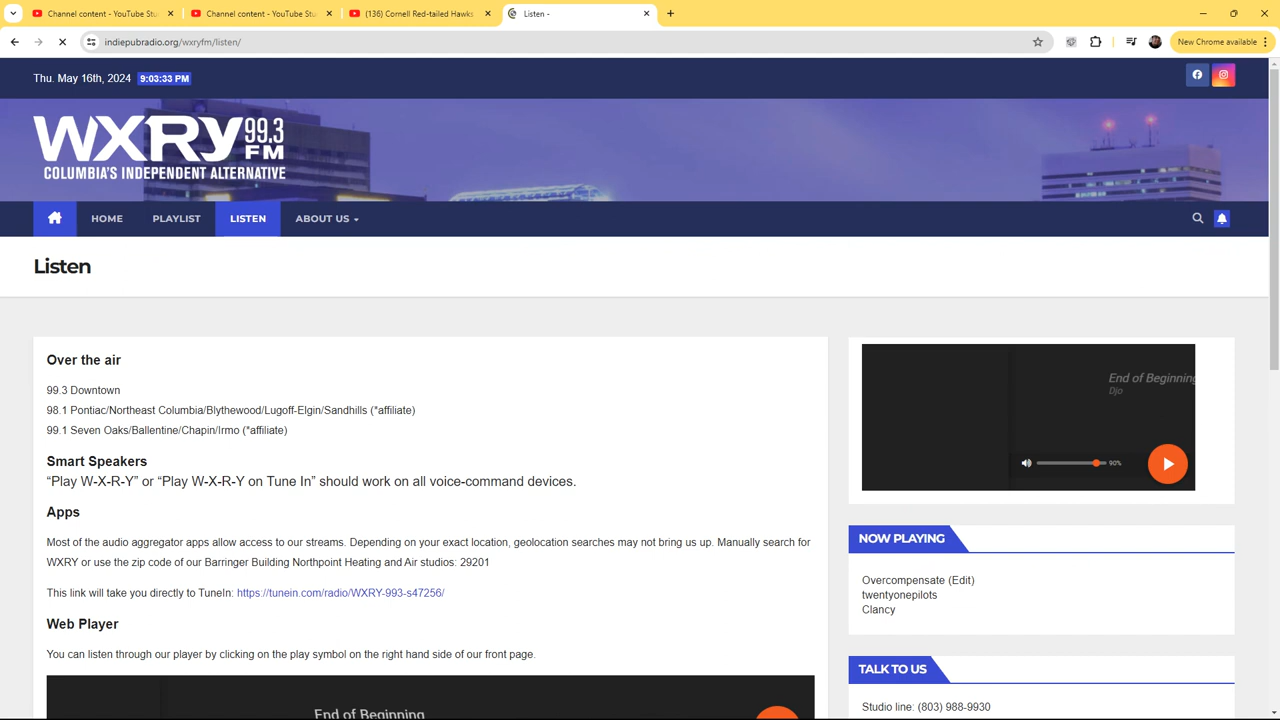 Channel content - YouTube Stu
Channel content - YouTube Stu
(136) Cornell Red-tailed Hawks
Listen -
indiepubradio.org/wxryfm/listen/
New Chrome available
Thu. May 16th, 2024 9:03:33 PM
WXRY 99.3 FM
COLUMBIA'S INDEPENDENT ALTERNATIVE
HOME
PLAYLIST
LISTEN
ABOUT US
Listen
Over the air
99.3 Downtown
98.1 Pontiac/Northeast Columbia/Blythewood/Lugoff-Elgin/Sandhills (*affiliate)
99.1 Seven Oaks/Ballentine/Chapin/Irmo (*affiliate)
Smart Speakers
“Play W-X-R-Y” or “Play W-X-R-Y on Tune In” should work on all voice-command devices.
Apps
Most of the audio aggregator apps allow access to our streams. Depending on your exact location, geolocation searches may not bring us up. Manually search for
WXRY or use the zip code of our Barringer Building Northpoint Heating and Air studios: 29201
This link will take you directly to TuneIn: https://tunein.com/radio/WXRY-993-s47256/
Web Player
You can listen through our player by clicking on the play symbol on the right hand side of our front page.
End of Beginning
End of Beginning
Djo
90%
NOW PLAYING
Overcompensate (Edit)
twentyonepilots
Clancy
TALK TO US
Studio line: (803) 988-9930